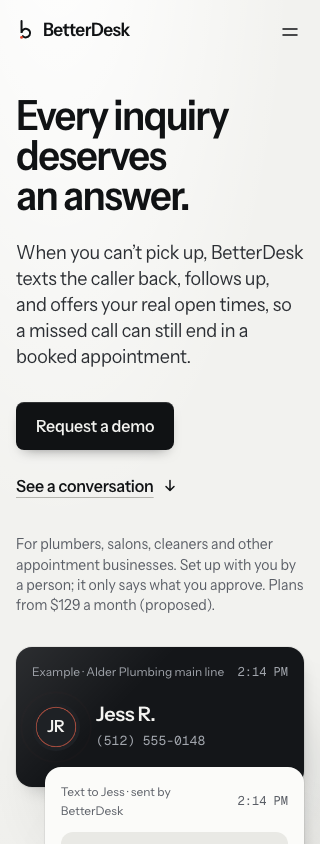 BetterDesk
Every inquiry
deserves
an answer.
When you can’t pick up, BetterDesk
texts the caller back, follows up,
and offers your real open times, so
a missed call can still end in a
booked appointment.
Request a demo
See a conversation ↓
For plumbers, salons, cleaners and other
appointment businesses. Set up with you by
a person; it only says what you approve. Plans
from $129 a month (proposed).
Example · Alder Plumbing main line 2:14 PM
JR
Jess R.
(512) 555-0148
Text to Jess · sent by
BetterDesk
2:14 PM